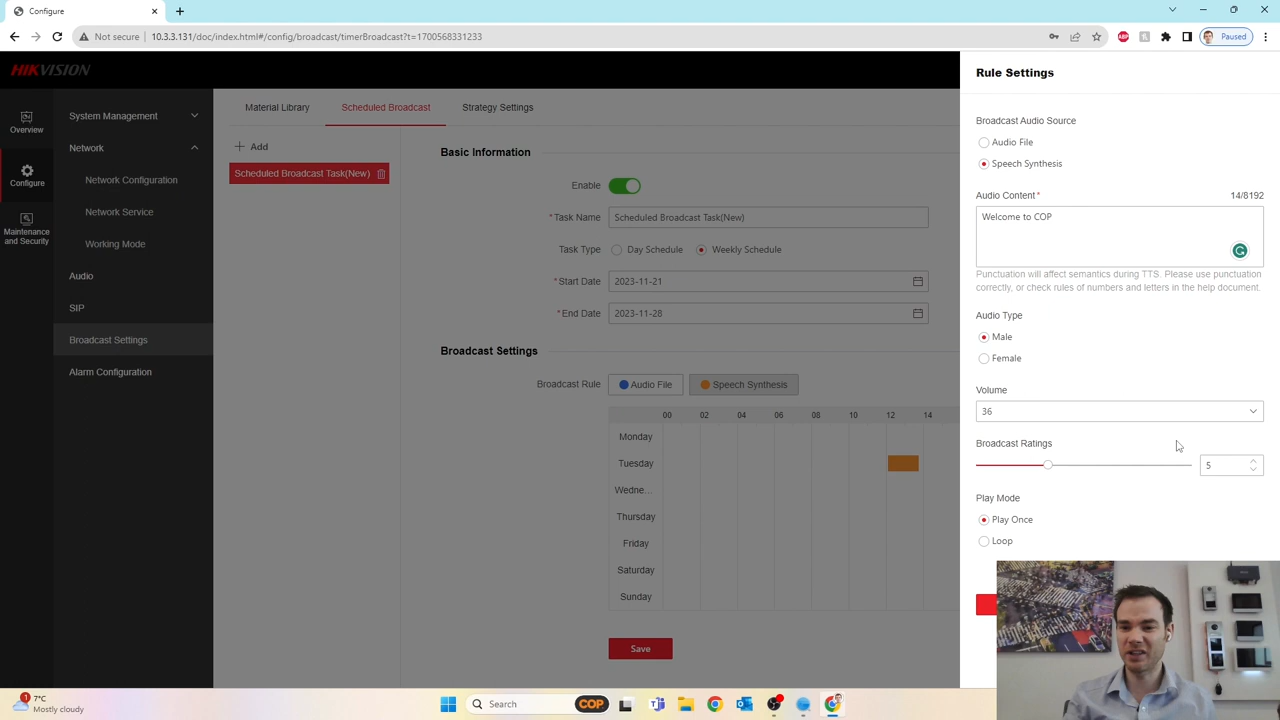 Configure
Not secure
10.3.3.131/doc/index.html#/config/broadcast/timerBroadcast?t=1700568331233
ABP
Paused
HIKVISION
Overview
Configure
Maintenance
and Security
System Management
Network
Network Configuration
Network Service
Working Mode
Audio
SIP
Broadcast Settings
Alarm Configuration
Material Library
Scheduled Broadcast
Strategy Settings
Add
Scheduled Broadcast Task(New)
Basic Information
Enable
*Task Name
Scheduled Broadcast Task(New)
Task Type
Day Schedule
Weekly Schedule
*Start Date
2023-11-21
*End Date
2023-11-28
Broadcast Settings
Broadcast Rule
Audio File
Speech Synthesis
00 02 04 06 08 10 12 14
Monday
Tuesday
Wedne...
Thursday
Friday
Saturday
Sunday
Save
Rule Settings
Broadcast Audio Source
Audio File
Speech Synthesis
Audio Content*
14/8192
Welcome to COP
Punctuation will affect semantics during TTS. Please use punctuation
correctly, or check rules of numbers and letters in the help document.
Audio Type
Male
Female
Volume
36
Broadcast Ratings
5
Play Mode
Play Once
Loop
1
7°C
Mostly cloudy
Search
COP